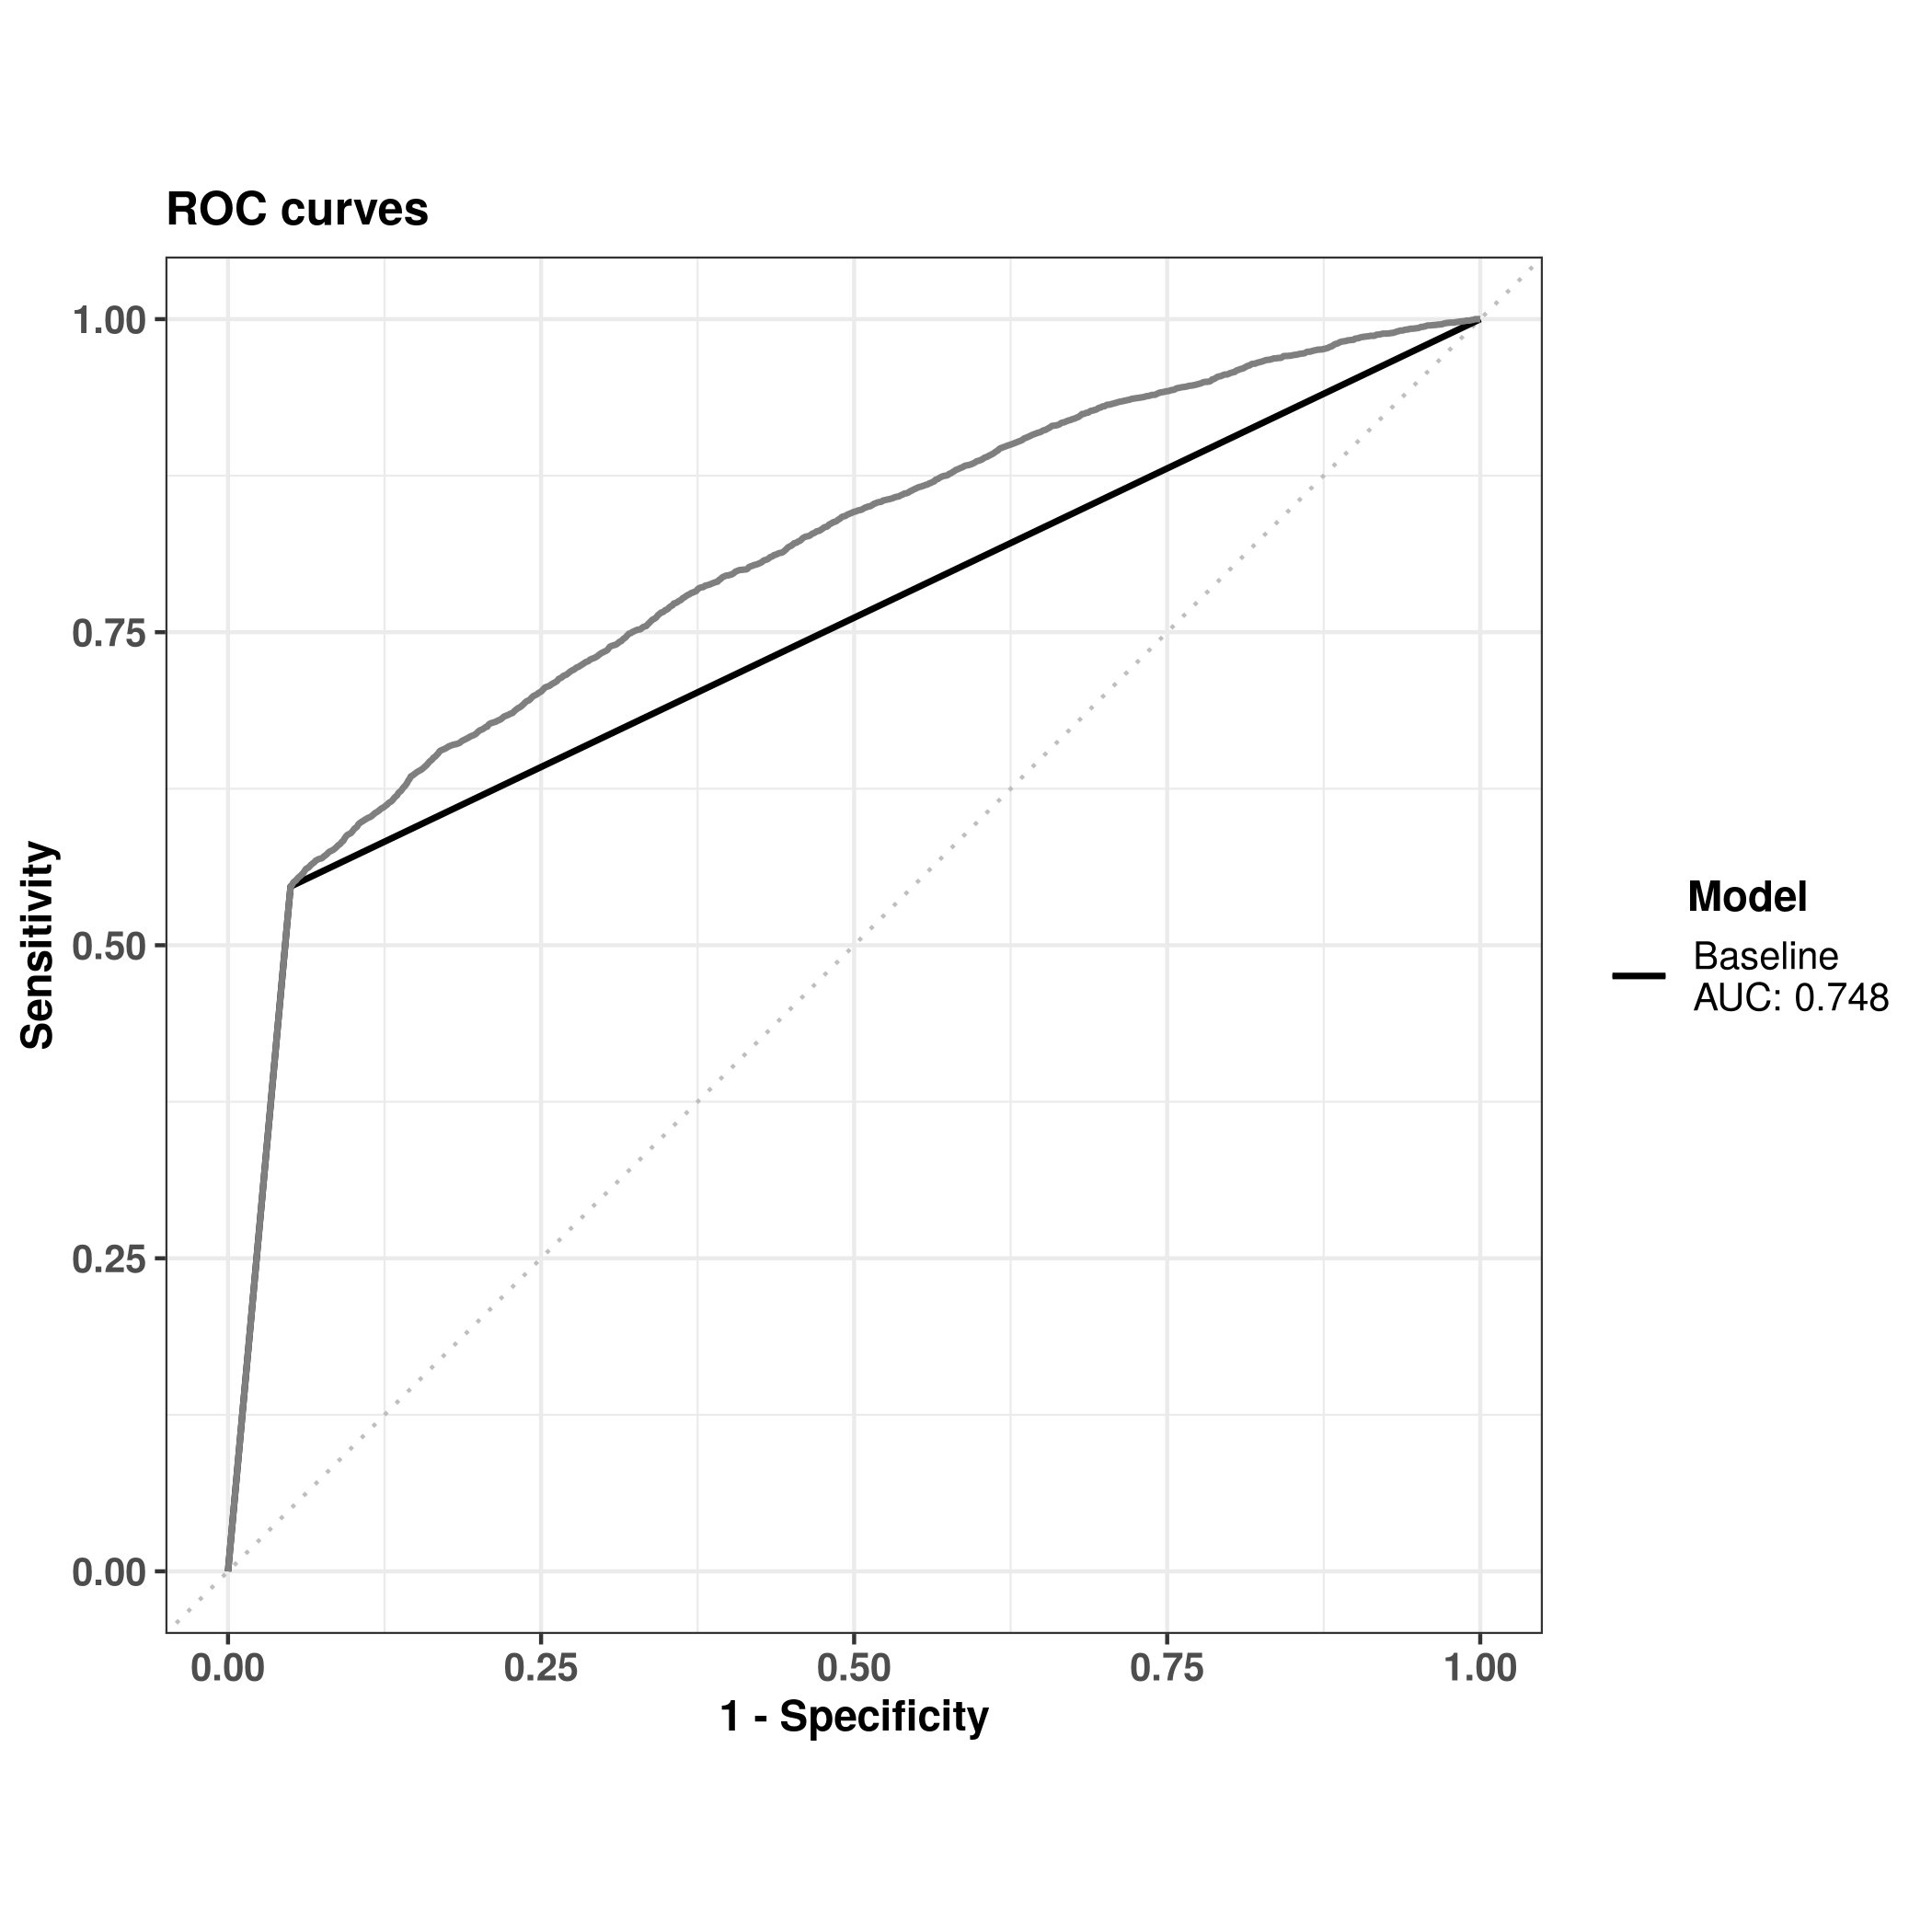 ROC curves
1.00
0.75
0.50
0.25
0.00
Sensitivity
0.00 0.25 0.50 0.75 1.00
1 - Specificity
Model
Baseline
AUC: 0.748